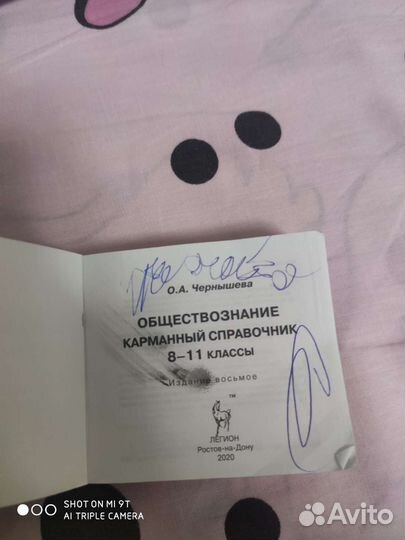 О.А. Чернышева
ОБЩЕСТВОЗНАНИЕ
КАРМАННЫЙ СПРАВОЧНИК
8–11 КЛАССЫ
Издание восьмое
TM
ЛЕГИОН
Ростов-на-Дону
2020
SHOT ON MI 9T
AI TRIPLE CAMERA
Avito